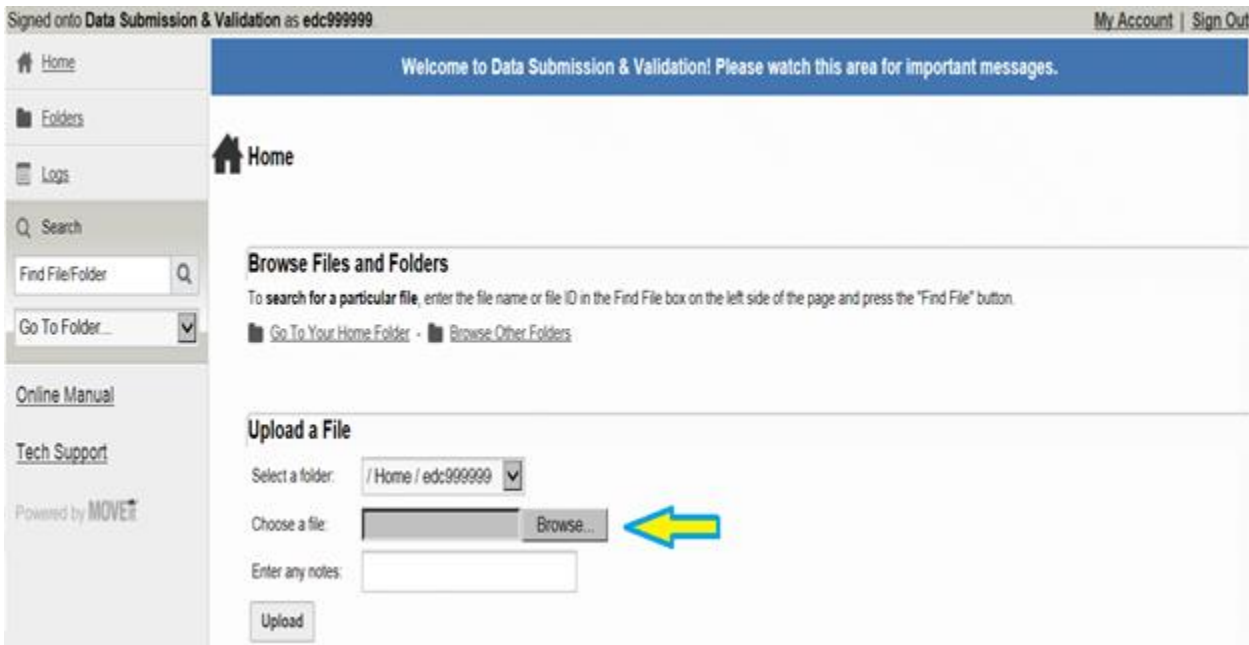 Signed onto Data Submission & Validation as edc999999
My Account | Sign Out
Home
Folders
Logs
Search
Find File/Folder
Go To Folder...
Online Manual
Tech Support
Powered by MOVEit
Welcome to Data Submission & Validation! Please watch this area for important messages.
Home
Browse Files and Folders
To search for a particular file, enter the file name or file ID in the Find File box on the left side of the page and press the "Find File" button.
Go To Your Home Folder - Browse Other Folders
Upload a File
Select a folder: / Home / edc999999
Choose a file: Browse...
Enter any notes:
Upload